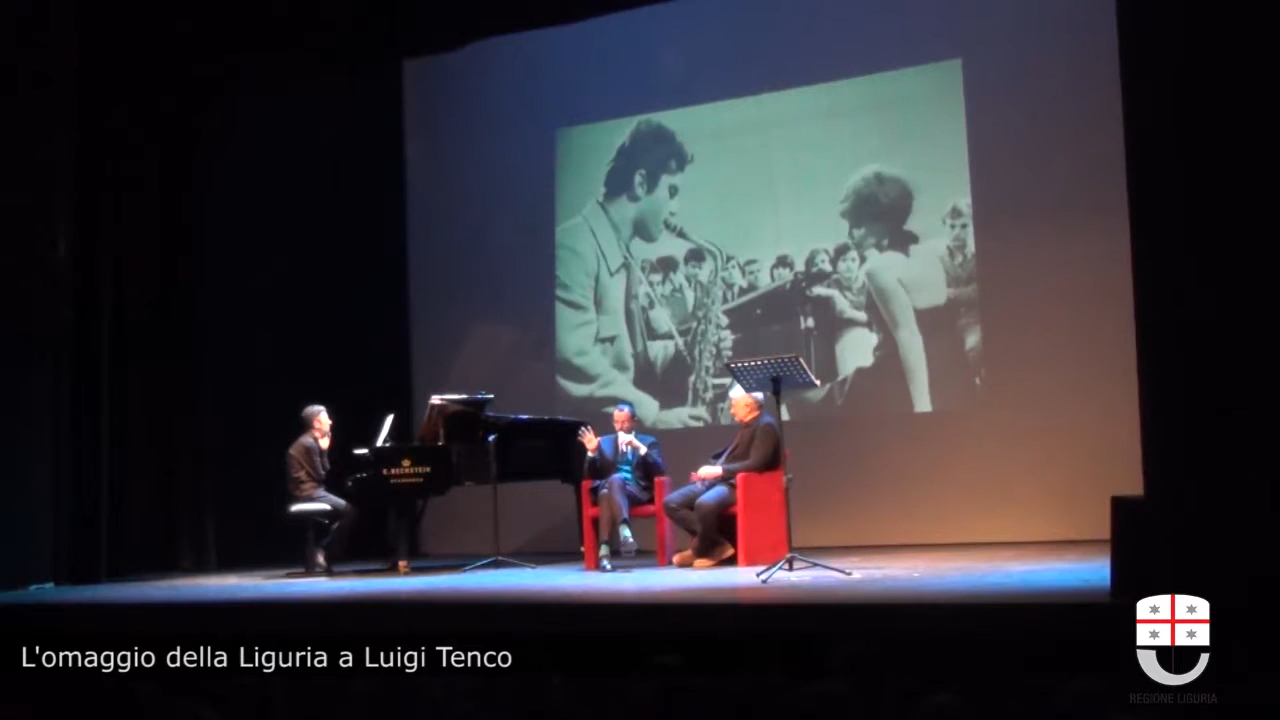 C. BECHSTEIN
L'omaggio della Liguria a Luigi Tenco
REGIONE LIGURIA